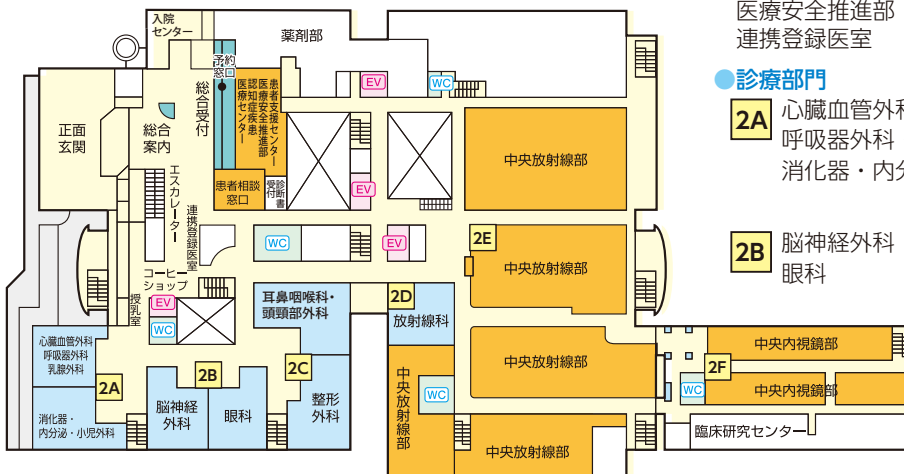 医療安全推進部
連携登録医室
診療部門
2A
心臓血管外科
呼吸器外科
消化器・内分
2B
脳神経外科
眼科
入院
センター
薬剤部
予約
窓口
EV
WC
正面
玄関
総合
案内
総合受付
患者支援センター
医療安全推進部
認知症疾患
医療センター
患者相談
窓口
診断書
受付
EV
中央放射線部
エスカレーター
連携登録医室
WC
EV
2E
中央放射線部
コーヒー
ショップ
授乳室
EV
WC
耳鼻咽喉科・
頭頸部外科
2D
放射線科
心臓血管外科
呼吸器外科
乳腺外科
2A
2B
2C
消化器・
内分泌・小児外科
脳神経
外科
眼科
整形
外科
中央放射線部
WC
中央放射線部
中央放射線部
中央内視鏡部
2F
WC
中央内視鏡部
臨床研究センター